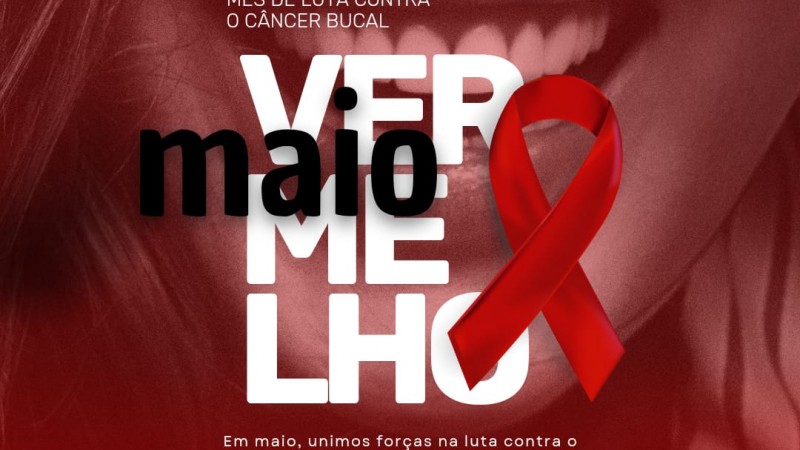 MÊS DE LUTA CONTRA
O CÂNCER BUCAL
VER
maio
ME
LHO
Em maio, unimos forças na luta contra o